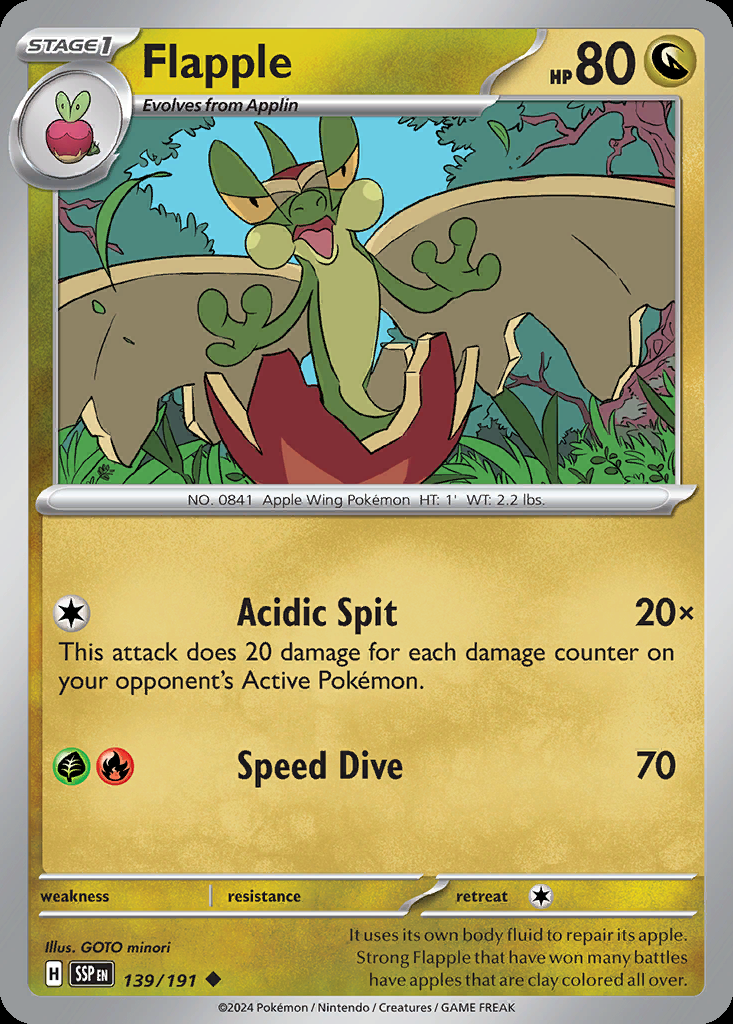 STAGE1
Flapple
HP 80
Evolves from Applin
NO. 0841 Apple Wing Pokémon HT: 1' WT: 2.2 lbs.
Acidic Spit 20×
This attack does 20 damage for each damage counter on
your opponent's Active Pokémon.
Speed Dive 70
weakness resistance retreat
Illus. GOTO minori
It uses its own body fluid to repair its apple.
Strong Flapple that have won many battles
have apples that are clay colored all over.
H SSP EN 139/191
©2024 Pokémon / Nintendo / Creatures / GAME FREAK